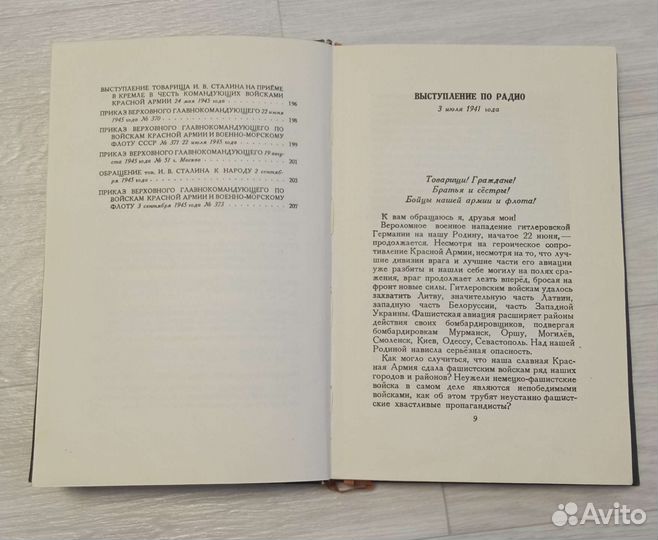 ВЫСТУПЛЕНИЕ ТОВАРИЩА И. В. СТАЛИНА НА ПРИЁМЕ
В КРЕМЛЕ В ЧЕСТЬ КОМАНДУЮЩИХ ВОЙСКАМИ
КРАСНОЙ АРМИИ 24 мая 1945 года . . . . . . . . 196
ПРИКАЗ ВЕРХОВНОГО ГЛАВНОКОМАНДУЮЩЕГО 22 июня
1945 года № 370 . . . . . . . . . . . . . . . . 198
ПРИКАЗ ВЕРХОВНОГО ГЛАВНОКОМАНДУЮЩЕГО ПО
ВОЙСКАМ КРАСНОЙ АРМИИ И ВОЕННО-МОРСКОМУ
ФЛОТУ СССР № 371 22 июля 1945 года . . . . . . 199
ПРИКАЗ ВЕРХОВНОГО ГЛАВНОКОМАНДУЮЩЕГО 19 авгу-
ста 1945 года № 51 г. Москва . . . . . . . . . 201
ОБРАЩЕНИЕ тов. И. В. СТАЛИНА К НАРОДУ 2 сентяб-
ря 1945 года . . . . . . . . . . . . . . . . . 203
ПРИКАЗ ВЕРХОВНОГО ГЛАВНОКОМАНДУЮЩЕГО ПО
ВОЙСКАМ КРАСНОЙ АРМИИ И ВОЕННО-МОРСКОМУ
ФЛОТУ 3 сентября 1945 года № 373 . . . . . . . 207
ВЫСТУПЛЕНИЕ ПО РАДИО
3 июля 1941 года
Товарищи! Граждане!
Братья и сёстры!
Бойцы нашей армии и флота!
К вам обращаюсь я, друзья мои!
Вероломное военное нападение гитлеровской
Германии на нашу Родину, начатое 22 июня,—
продолжается. Несмотря на героическое сопро-
тивление Красной Армии, несмотря на то, что луч-
шие дивизии врага и лучшие части его авиации
уже разбиты и нашли себе могилу на полях сра-
жения, враг продолжает лезть вперёд, бросая на
фронт новые силы. Гитлеровским войскам удалось
захватить Литву, значительную часть Латвии,
западную часть Белоруссии, часть Западной
Украины. Фашистская авиация расширяет районы
действия своих бомбардировщиков, подвергая
бомбардировкам Мурманск, Оршу, Могилёв,
Смоленск, Киев, Одессу, Севастополь. Над нашей
Родиной нависла серьёзная опасность.
Как могло случиться, что наша славная Крас-
ная Армия сдала фашистским войскам ряд наших
городов и районов? Неужели немецко-фашистские
войска в самом деле являются непобедимыми
войсками, как об этом трубят неустанно фашист-
ские хвастливые пропагандисты?
9
Avito